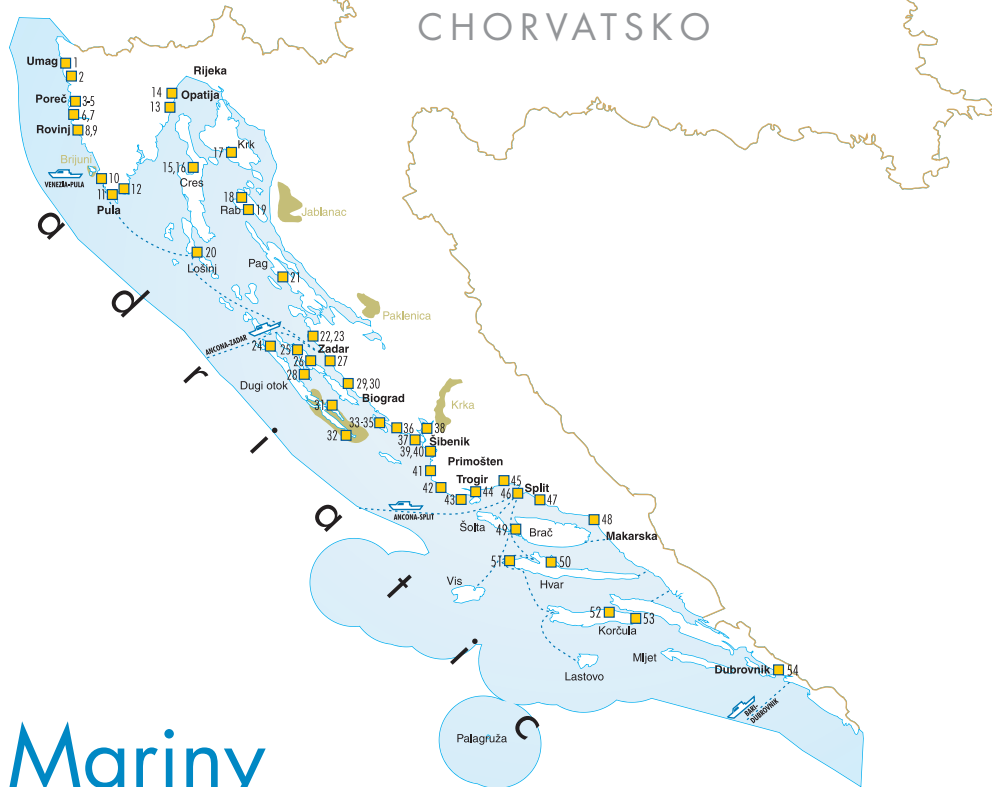 CHORVATSKO
Umag 1
2
Poreč 3-5
6,7
Rovinj 8,9
Rijeka
14 Opatija
13
Krk
17
15,16
Cres
Brijuni
10
VENEZIA-PULA
11
12
Pula
18
Rab 19
Jablanac
20
Lošinj
Pag
21
Paklenica
22,23
ANCONA-ZADAR
24
25
Zadar
26
27
28
Dugi otok
29,30
Biograd
31
32
33-35
36
Krka
38
37
Šibenik
39,40
41
Primošten
42
Trogir
43
44
45
46 Split
47
ANCONA-SPLIT
48
Makarska
Šolta
49
Brač
51
50
Hvar
Vis
52
53
Korčula
Mljet
Lastovo
Dubrovnik 54
BARI-
DUBROVNIK
Palagruža
adriatic
Mariny